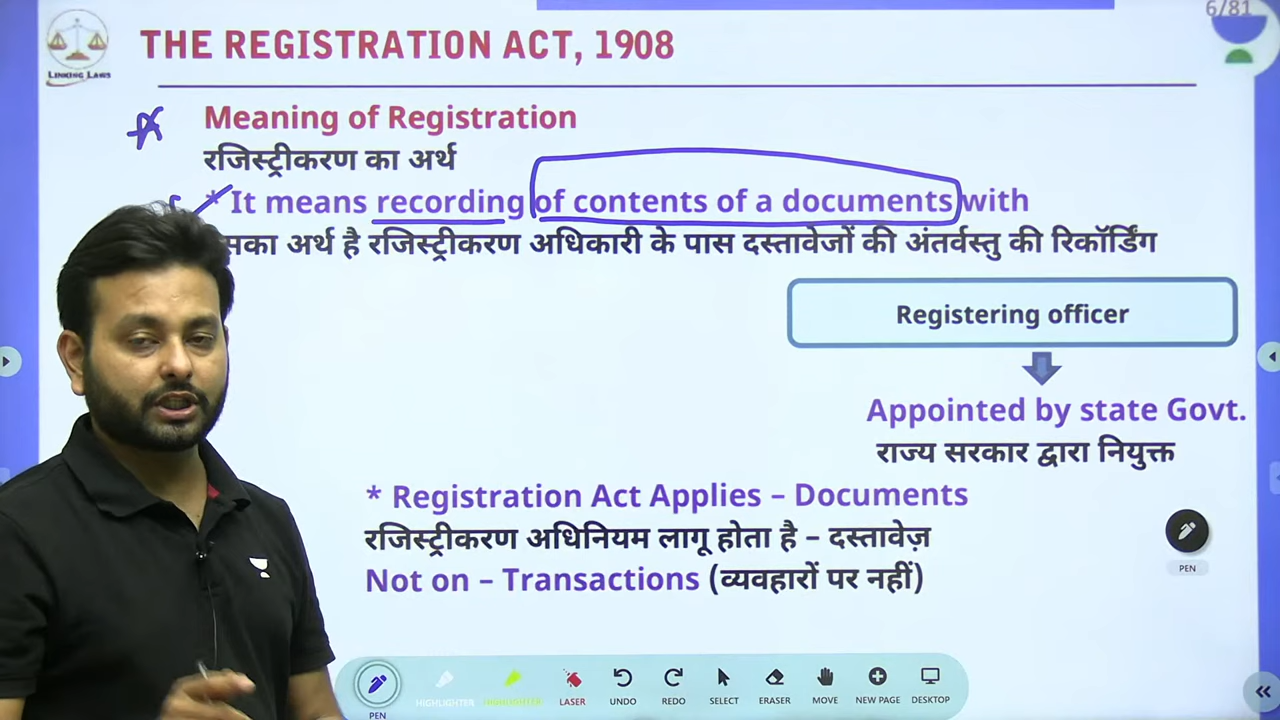 6/81
LINKING LAWS
THE REGISTRATION ACT, 1908
Meaning of Registration
रजिस्ट्रीकरण का अर्थ
* It means recording of contents of a documents with
सका अर्थ है रजिस्ट्रीकरण अधिकारी के पास दस्तावेजों की अंतर्वस्तु की रिकॉर्डिंग
Registering officer
Appointed by state Govt.
राज्य सरकार द्वारा नियुक्त
* Registration Act Applies – Documents
रजिस्ट्रीकरण अधिनियम लागू होता है – दस्तावेज़
Not on – Transactions (व्यवहारों पर नहीं)
PEN
PEN HIGHLIGHTER HIGHLIGHTER LASER UNDO REDO SELECT ERASER MOVE NEW PAGE DESKTOP